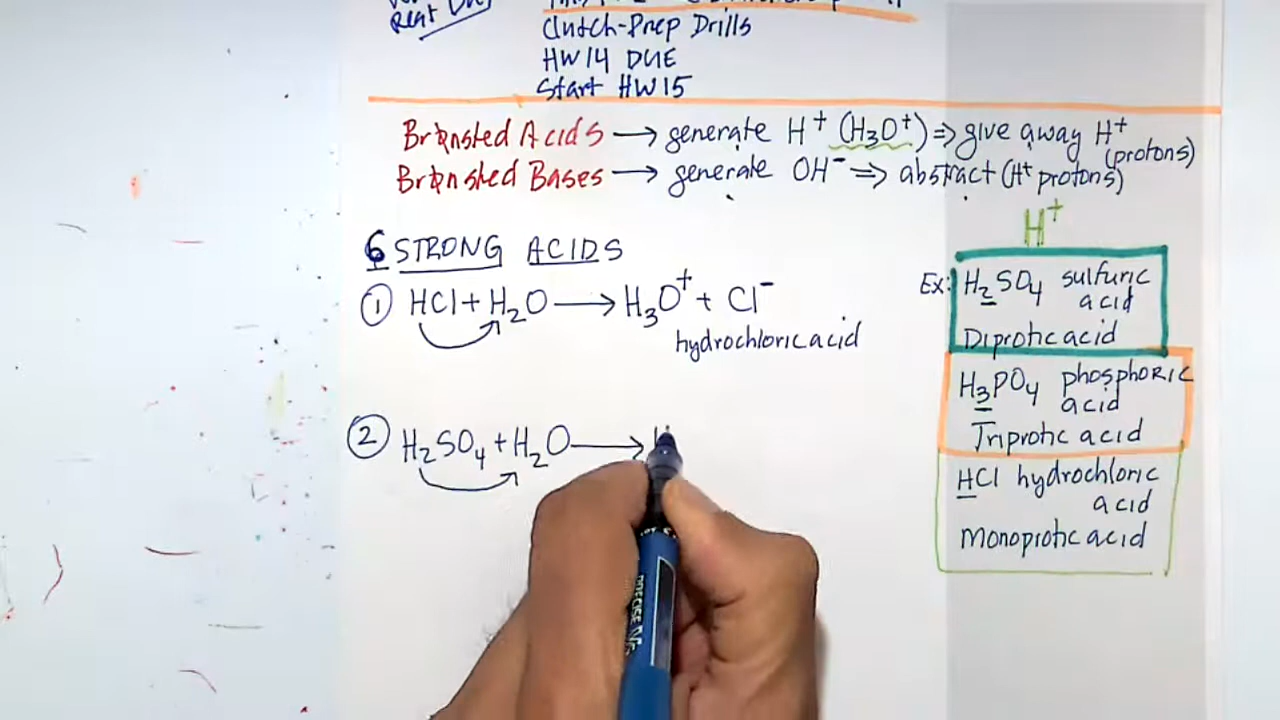 Rest Day
Clutch-Prep Drills
HW14 DUE
Start HW15
Brønsted Acids → generate H⁺ (H₃O⁺) ⇒ give away H⁺
(protons)
Brønsted Bases → generate OH⁻ ⇒ abstract (H⁺ protons)
6 STRONG ACIDS
① HCl + H₂O → H₃O⁺ + Cl⁻
hydrochloric acid
② H₂SO₄ + H₂O →
H⁺
Ex: H₂SO₄ sulfuric
acid
Diprotic acid
H₃PO₄ phosphoric
acid
Triprotic acid
HCl hydrochloric
acid
Monoprotic acid